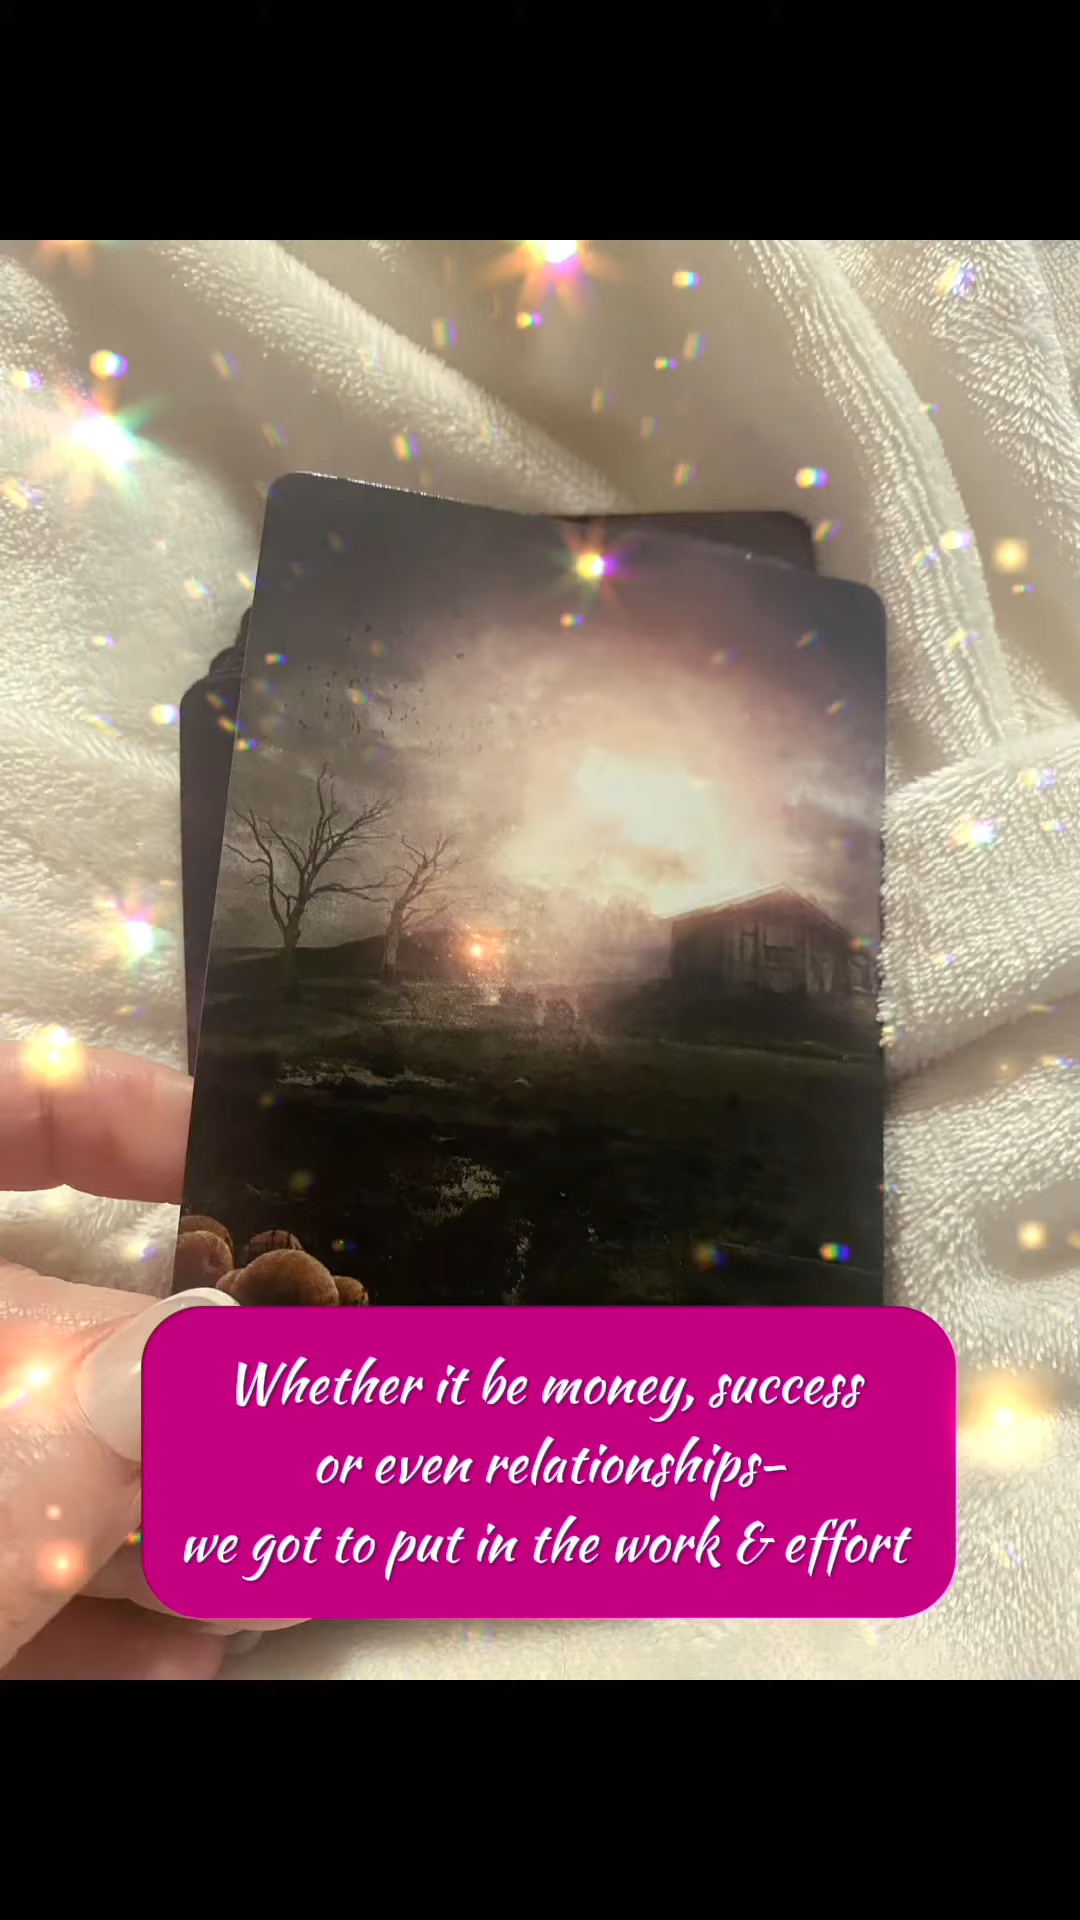 Whether it be money, success
or even relationships-
we got to put in the work & effort